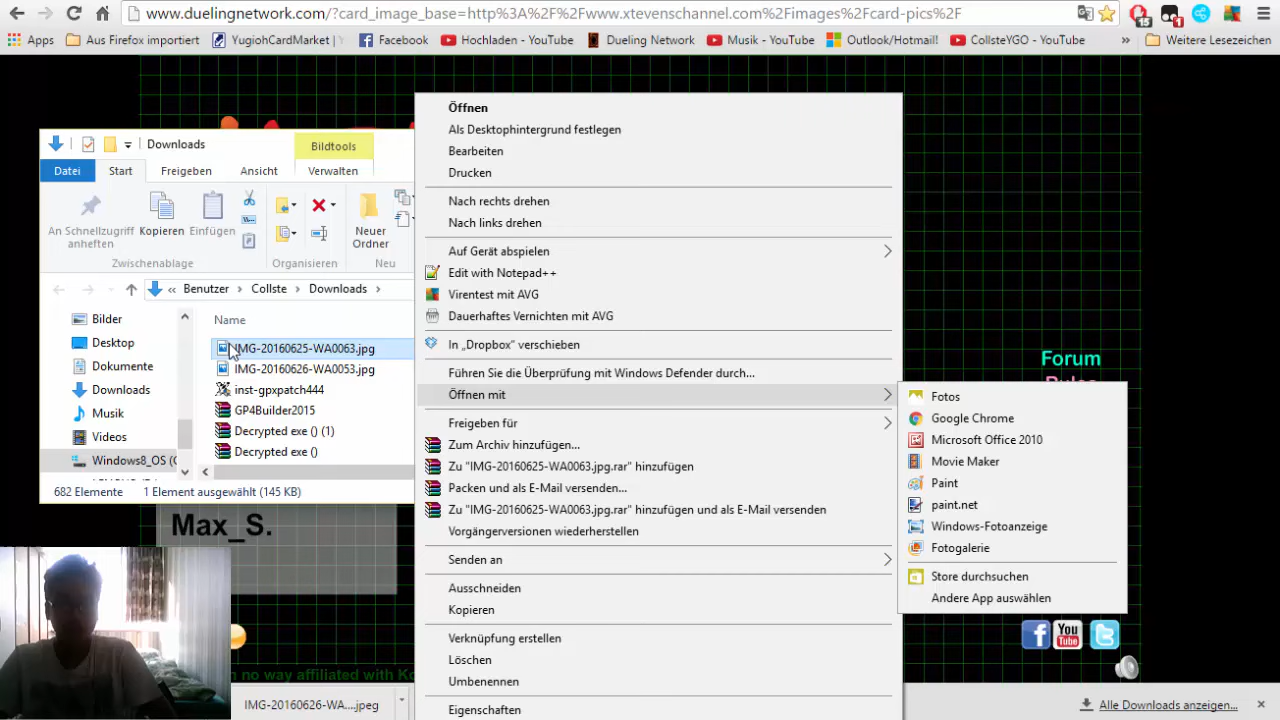 www.duelingnetwork.com/?card_image_base=http%3A%2F%2Fwww.xtevenschannel.com%2Fimages%2Fcard-pics%2F
15
1
Apps
Aus Firefox importiert
YugiohCardMarket |
Facebook
Hochladen - YouTube
Dueling Network
Musik - YouTube
Outlook/Hotmail!
CollsteYGO - YouTube
»
Weitere Lesezeichen
Downloads
Bildtools
Datei
Start
Freigeben
Ansicht
Verwalten
An Schnellzugriff
anheften
Kopieren
Einfügen
Neuer
Ordner
Zwischenablage
Organisieren
Neu
« Benutzer
Collste
Downloads
Bilder
Desktop
Dokumente
Downloads
Musik
Videos
Windows8_OS (C
Name
IMG-20160625-WA0063.jpg
IMG-20160626-WA0053.jpg
inst-gpxpatch444
GP4Builder2015
Decrypted exe () (1)
Decrypted exe ()
682 Elemente
1 Element ausgewählt (145 KB)
Öffnen
Als Desktophintergrund festlegen
Bearbeiten
Drucken
Nach rechts drehen
Nach links drehen
Auf Gerät abspielen
Edit with Notepad++
Virentest mit AVG
Dauerhaftes Vernichten mit AVG
In „Dropbox“ verschieben
Führen Sie die Überprüfung mit Windows Defender durch...
Öffnen mit
Freigeben für
Zum Archiv hinzufügen...
Zu "IMG-20160625-WA0063.jpg.rar" hinzufügen
Packen und als E-Mail versenden...
Zu "IMG-20160625-WA0063.jpg.rar" hinzufügen und als E-Mail versenden
Vorgängerversionen wiederherstellen
Senden an
Ausschneiden
Kopieren
Verknüpfung erstellen
Löschen
Umbenennen
Eigenschaften
Fotos
Google Chrome
Microsoft Office 2010
Movie Maker
Paint
paint.net
Windows-Fotoanzeige
Fotogalerie
Store durchsuchen
Andere App auswählen
Forum
Max_S.
You
Tube
no way affiliated with
IMG-20160626-WA....jpeg
Alle Downloads anzeigen...